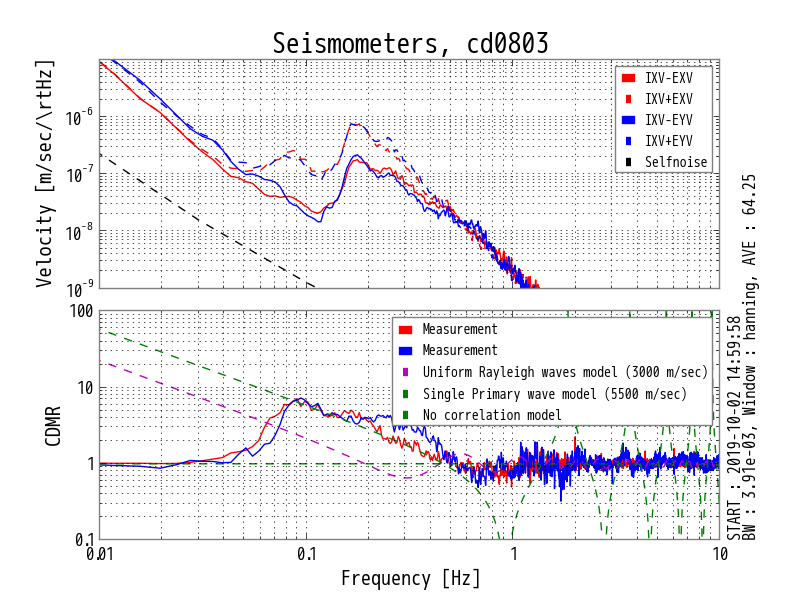 Seismometers, cd0803
Velocity [m/sec/\rtHz]
10^-6
10^-7
10^-8
10^-9
IXV-EXV
IXV+EXV
IXV-EYV
IXV+EYV
Selfnoise
CDMR
100
10
1
0.1
Measurement
Measurement
Uniform Rayleigh waves model (3000 m/sec)
Single Primary wave model (5500 m/sec)
No correlation model
0.01
0.1
1
10
Frequency [Hz]
START : 2019-10-02 14:59:58
BW : 3.91e-03, Window : hanning, AVE : 64.25